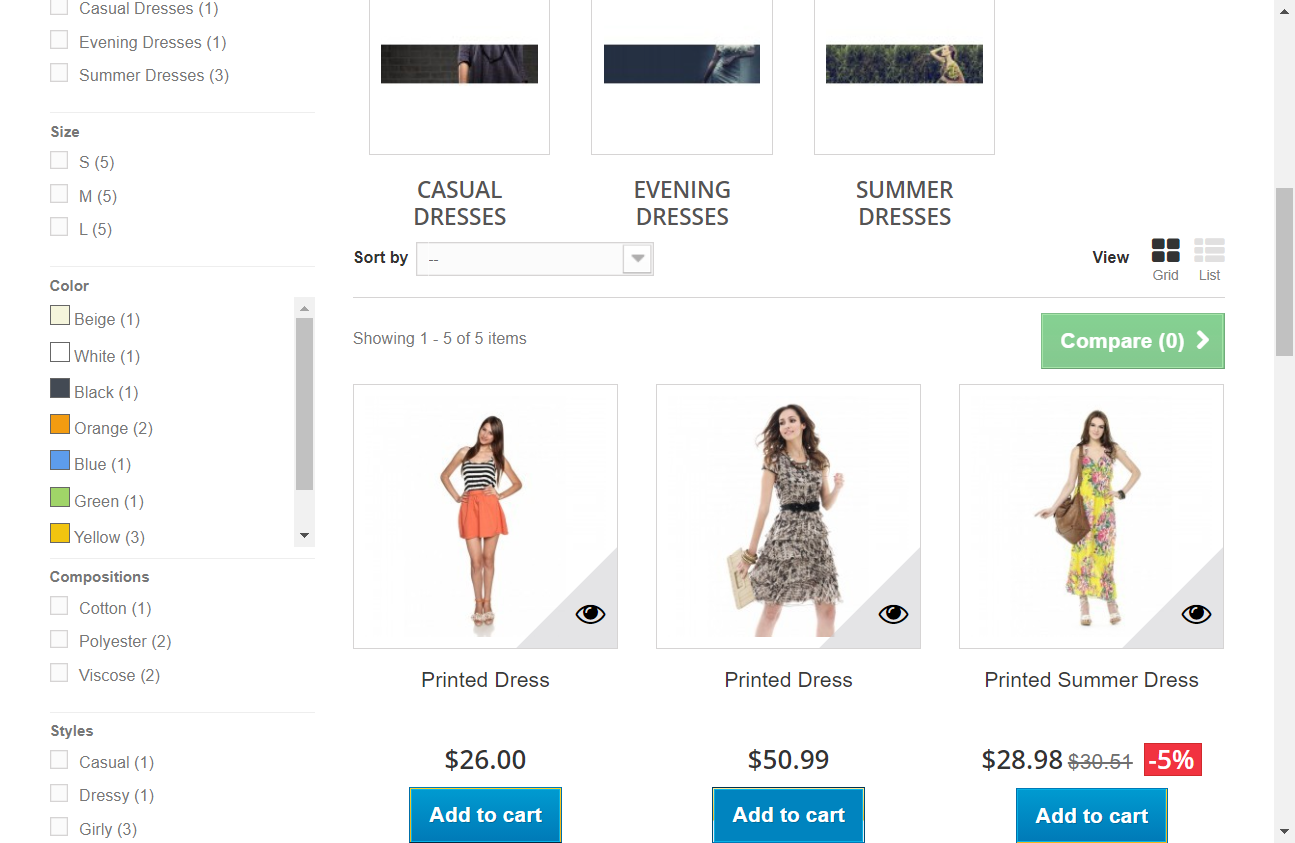 Casual Dresses (1)
Evening Dresses (1)
Summer Dresses (3)
Size
S (5)
M (5)
L (5)
Color
Beige (1)
White (1)
Black (1)
Orange (2)
Blue (1)
Green (1)
Yellow (3)
Compositions
Cotton (1)
Polyester (2)
Viscose (2)
Styles
Casual (1)
Dressy (1)
Girly (3)
CASUAL
DRESSES
EVENING
DRESSES
SUMMER
DRESSES
Sort by
--
View
Grid
List
Showing 1 - 5 of 5 items
Compare (0)
Printed Dress
$26.00
Add to cart
Printed Dress
$50.99
Add to cart
Printed Summer Dress
$28.98 $30.51 -5%
Add to cart